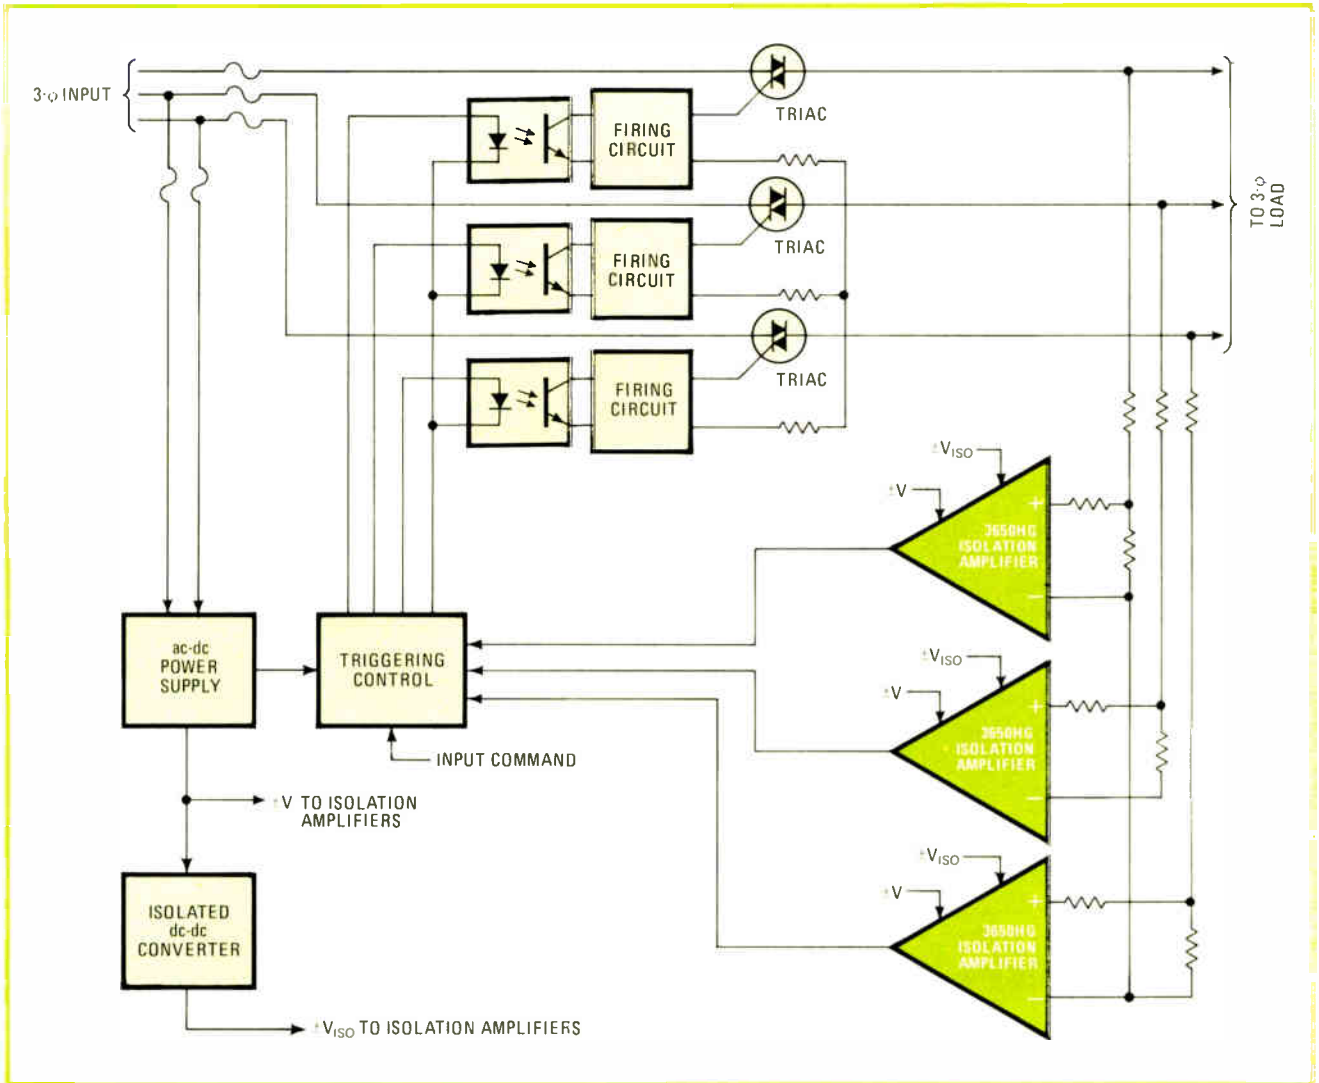 3-φ INPUT
TRIAC
FIRING
CIRCUIT
TRIAC
FIRING
CIRCUIT
TRIAC
FIRING
CIRCUIT
TO 3-φ
LOAD
±VISO
±V
+
3650HG
ISOLATION
AMPLIFIER
−
ac-dc
POWER
SUPPLY
TRIGGERING
CONTROL
±VISO
±V
+
3650HG
ISOLATION
AMPLIFIER
−
INPUT COMMAND
±V TO ISOLATION
AMPLIFIERS
±VISO
±V
+
3650HG
ISOLATION
AMPLIFIER
−
ISOLATED
dc-dc
CONVERTER
±VISO TO ISOLATION AMPLIFIERS